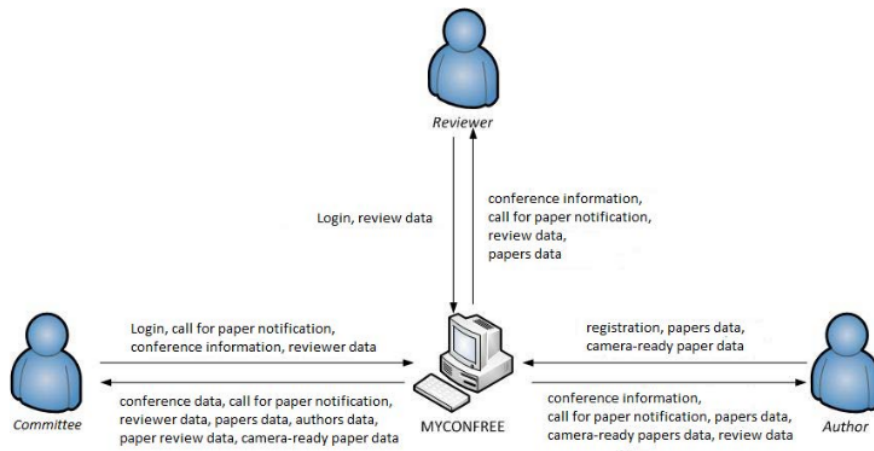 Reviewer
Login, review data
conference information,
call for paper notification,
review data,
papers data
Login, call for paper notification,
conference information, reviewer data
registration, papers data,
camera-ready paper data
conference data, call for paper notification,
reviewer data, papers data, authors data,
paper review data, camera-ready paper data
Committee
MYCONFREE
conference information,
call for paper notification, papers data,
camera-ready papers data, review data
Author